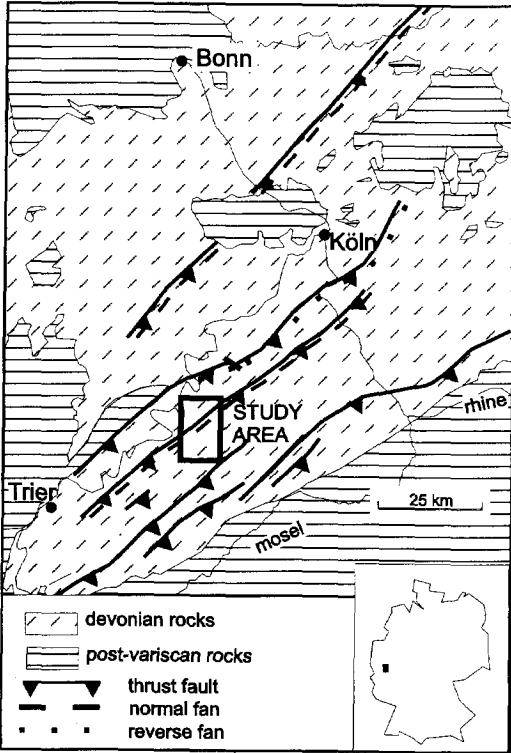 Bonn
Köln
STUDY
AREA
rhine
Trier
25 km
mosel
devonian rocks
post-variscan rocks
thrust fault
normal fan
reverse fan